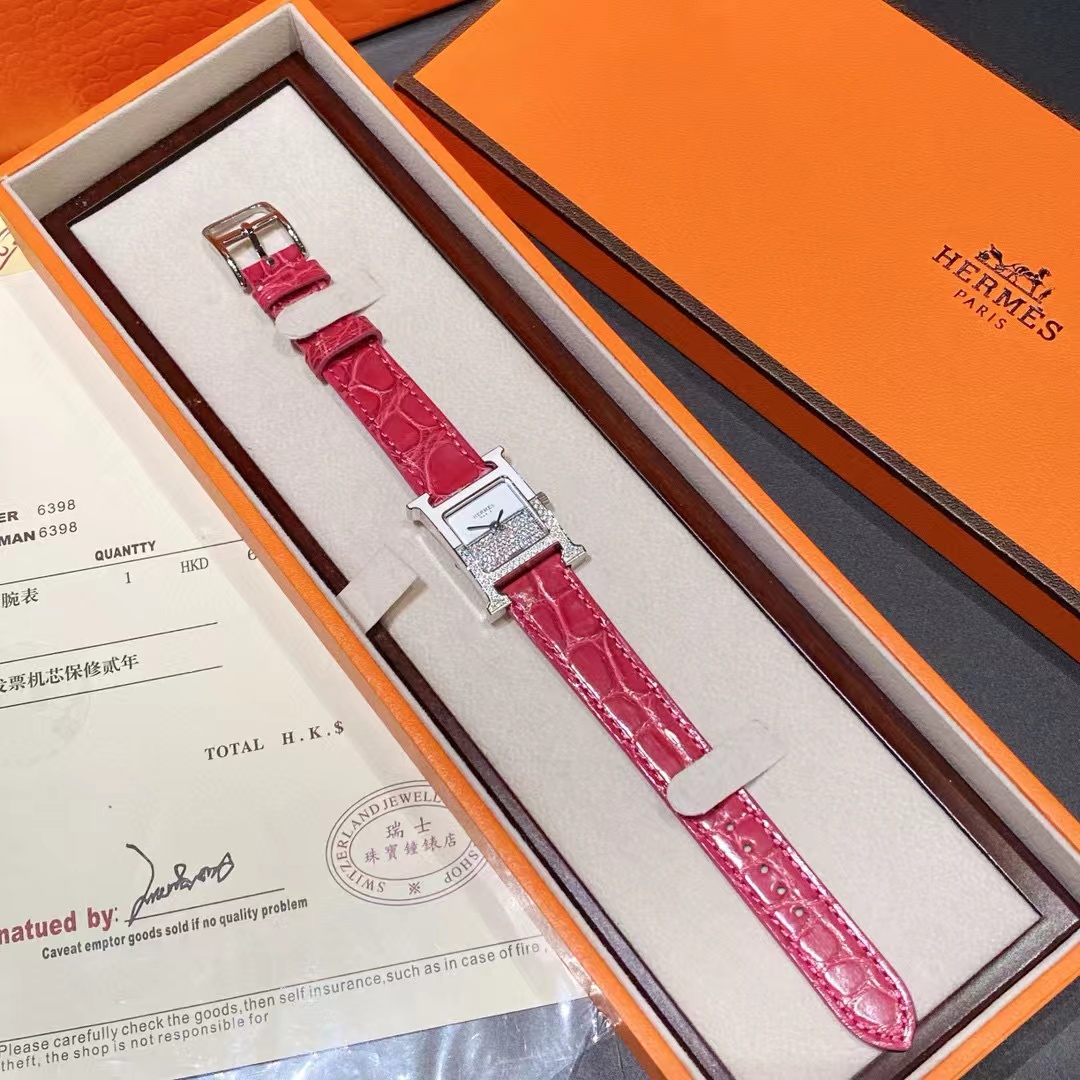 HERMÈS
PARIS
HERMES
ER 6398
MAN 6398
QUANTTY
1 HKD 6
腕表
发票机芯保修贰年
TOTAL H.K.$
SWITZERLAND JEWELL
瑞士
珠寶鐘錶店
SHOP
※
natued by:
Caveat emptor goods sold if no quality problem
Please carefully check the goods,then self insurance,such as in case of fire ,
theft, the shop is not responsible for